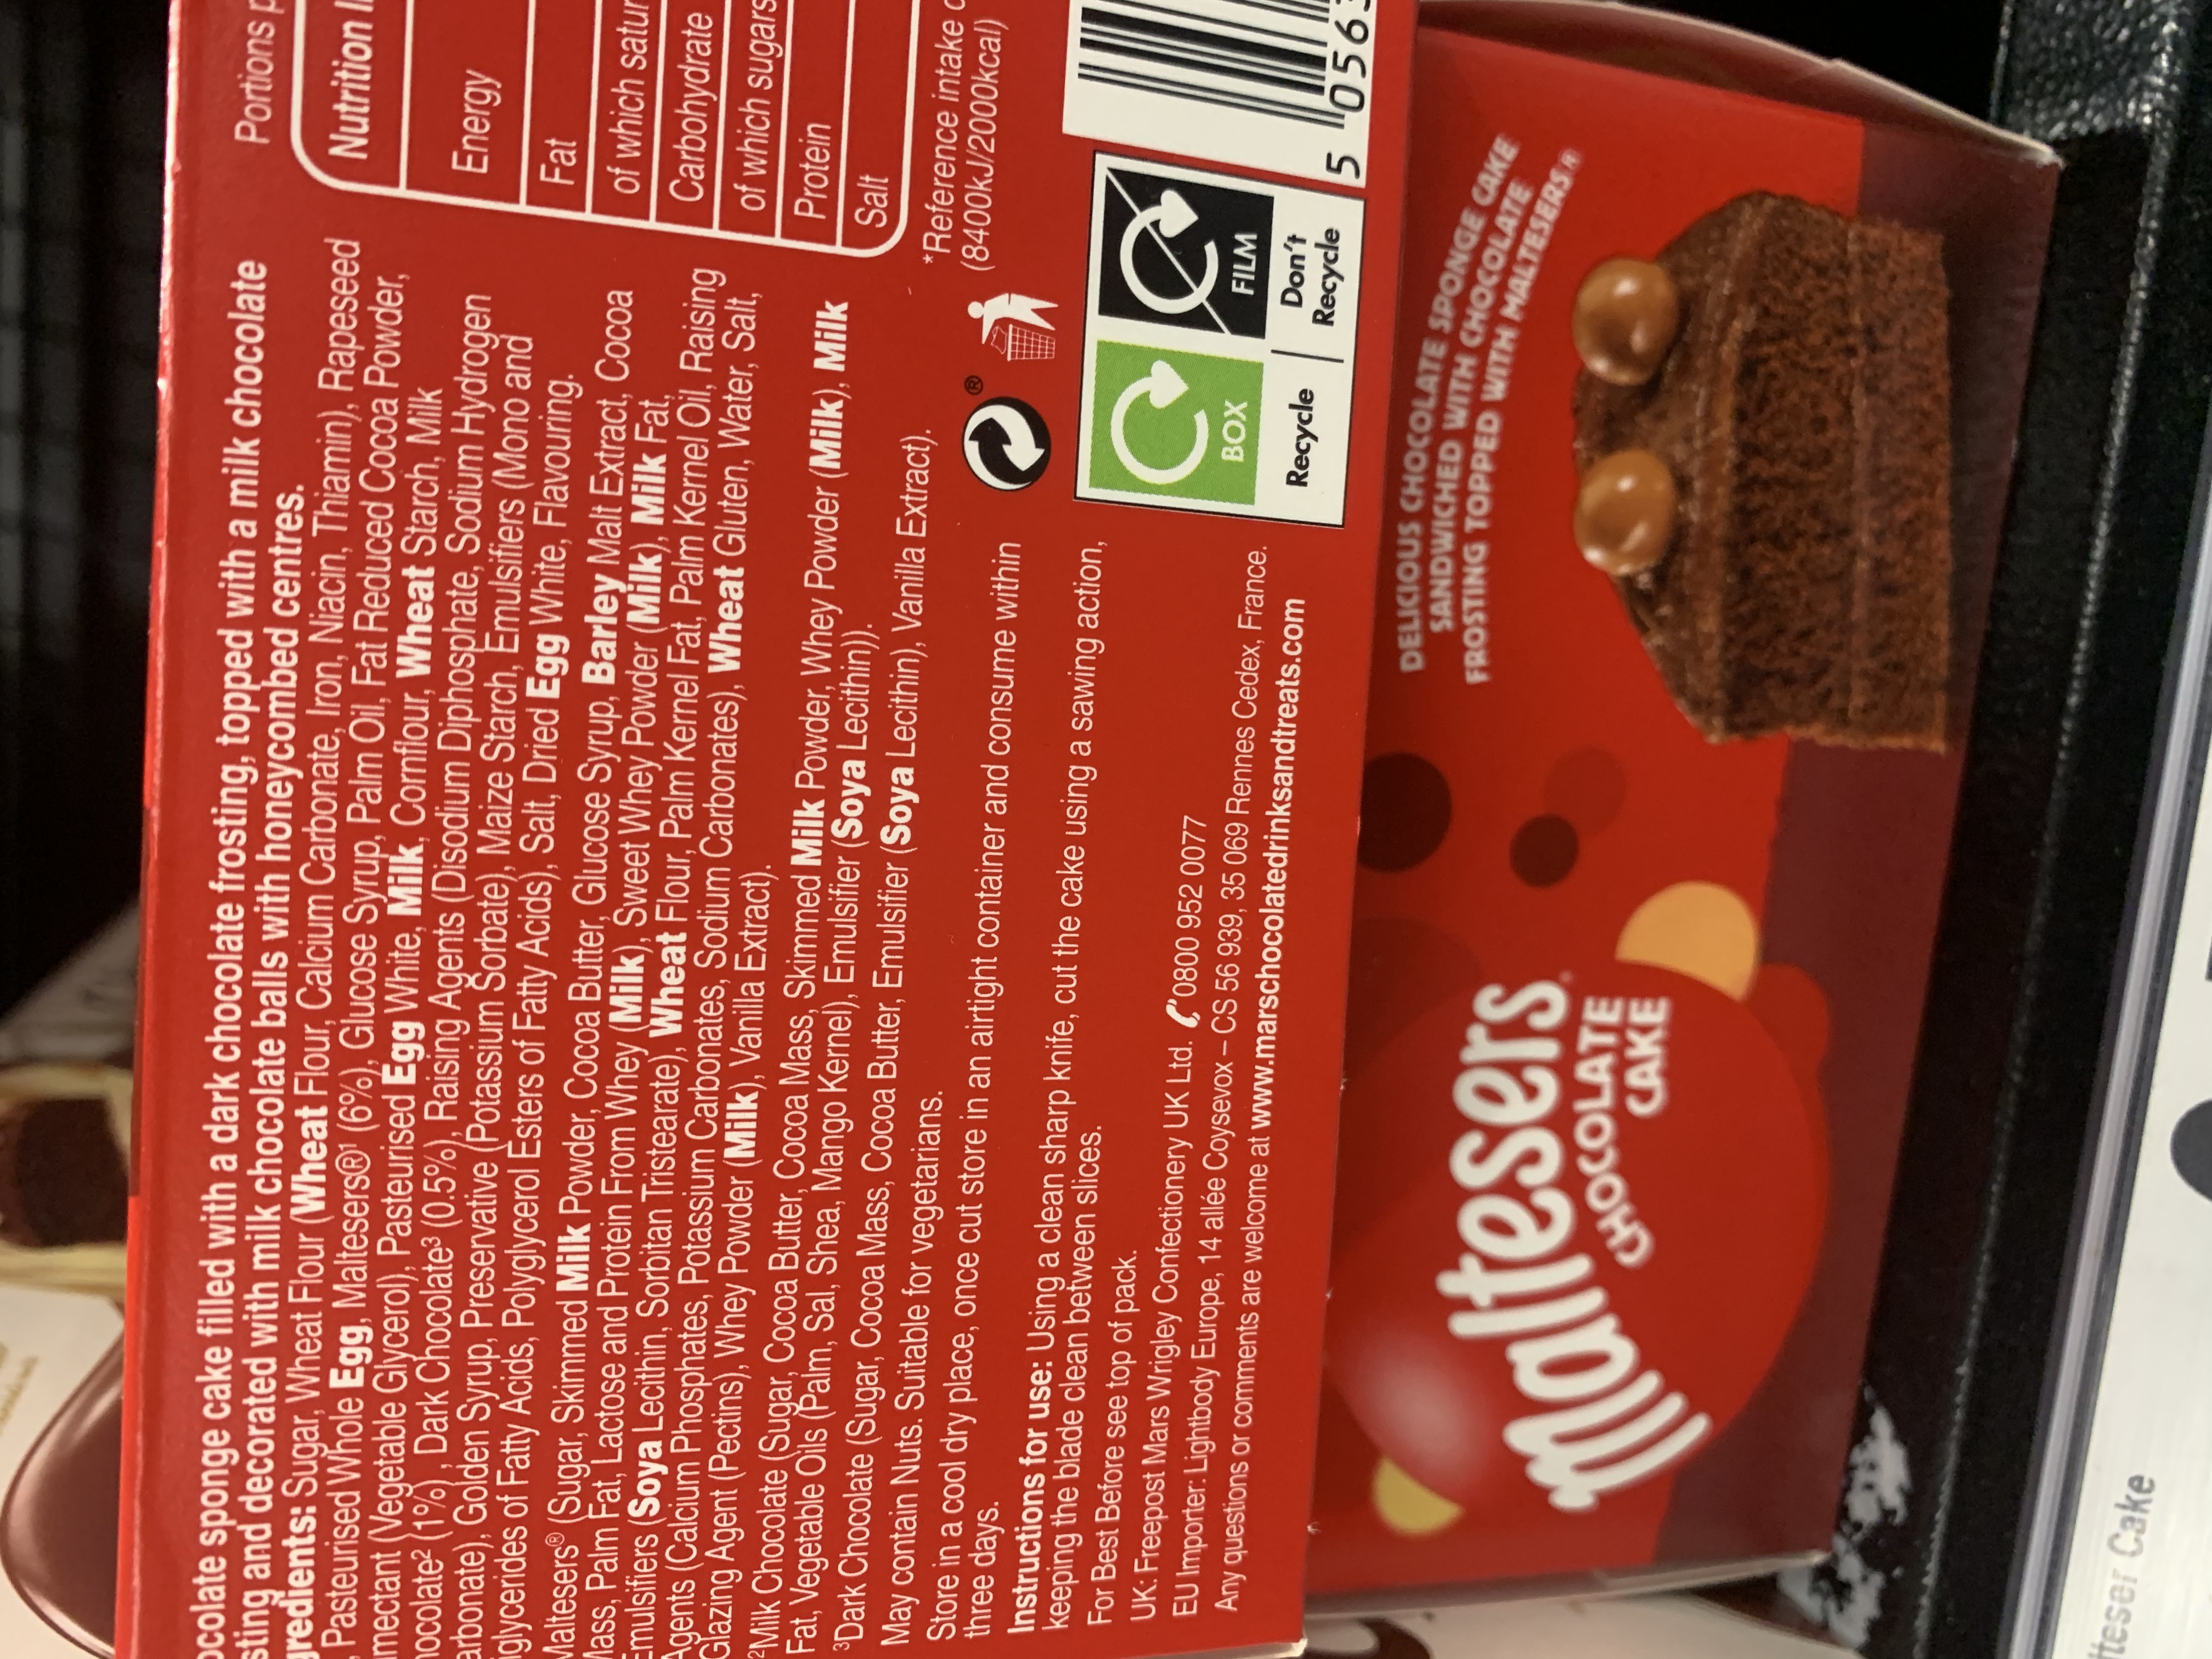 ocolate sponge cake filled with a dark chocolate frosting, topped with a milk chocolate
sting and decorated with milk chocolate balls with honeycombed centres.
gredients: Sugar, Wheat Flour (Wheat Flour, Calcium Carbonate, Iron, Niacin, Thiamin), Rapeseed
, Pasteurised Whole Egg, Maltesers®¹ (6%), Glucose Syrup, Palm Oil, Fat Reduced Cocoa Powder,
mectant (Vegetable Glycerol), Pasteurised Egg White, Milk, Cornflour, Wheat Starch, Milk
hocolate² (1%) , Dark Chocolate³ (0.5%), Raising Agents (Disodium Diphosphate, Sodium Hydrogen
arbonate), Golden Syrup, Preservative (Potassium Sorbate), Maize Starch, Emulsifiers (Mono and
iglycerides of Fatty Acids, Polyglycerol Esters of Fatty Acids), Salt, Dried Egg White, Flavouring.
Maltesers® (Sugar, Skimmed Milk Powder, Cocoa Butter, Glucose Syrup, Barley Malt Extract, Cocoa
Mass, Palm Fat, Lactose and Protein From Whey (Milk), Sweet Whey Powder (Milk), Milk Fat,
Emulsifiers (Soya Lecithin, Sorbitan Tristearate), Wheat Flour, Palm Kernel Fat, Palm Kernel Oil, Raising
Agents (Calcium Phosphates, Potassium Carbonates, Sodium Carbonates), Wheat Gluten, Water, Salt,
Glazing Agent (Pectins), Whey Powder (Milk), Vanilla Extract).
²Milk Chocolate (Sugar, Cocoa Butter, Cocoa Mass, Skimmed Milk Powder, Whey Powder (Milk), Milk
Fat, Vegetable Oils (Palm, Sal, Shea, Mango Kernel), Emulsifier (Soya Lecithin)).
³Dark Chocolate (Sugar, Cocoa Mass, Cocoa Butter, Emulsifier (Soya Lecithin), Vanilla Extract).
May contain Nuts. Suitable for vegetarians.
Store in a cool dry place, once cut store in an airtight container and consume within
three days.
Instructions for use: Using a clean sharp knife, cut the cake using a sawing action,
keeping the blade clean between slices.
For Best Before see top of pack.
UK: Freepost Mars Wrigley Confectionery UK Ltd. 0800 952 0077
EU Importer: Lightbody Europe, 14 allée Coysevox – CS 56 939, 35 069 Rennes Cedex, France.
Any questions or comments are welcome at www.marschocolatedrinksandtreats.com
Portions p
Nutrition I
Energy
Fat
of which satur
Carbohydrate
of which sugars
Protein
Salt
*Reference intake o
(8400kJ/2000kcal)
®
BOX
Recycle
FILM
Don't
Recycle
5 0563
maltesers
CHOCOLATE
CAKE
DELICIOUS CHOCOLATE SPONGE CAKE
SANDWICHED WITH CHOCOLATE
FROSTING TOPPED WITH MALTESERS®
lteser Cake